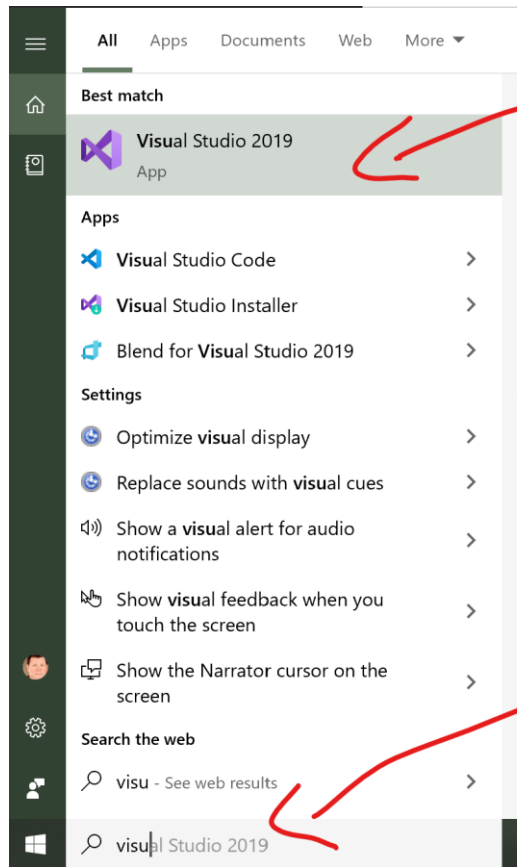 All Apps Documents Web More
Best match
Visual Studio 2019
App
Apps
Visual Studio Code
Visual Studio Installer
Blend for Visual Studio 2019
Settings
Optimize visual display
Replace sounds with visual cues
Show a visual alert for audio
notifications
Show visual feedback when you
touch the screen
Show the Narrator cursor on the
screen
Search the web
visu - See web results
visual Studio 2019